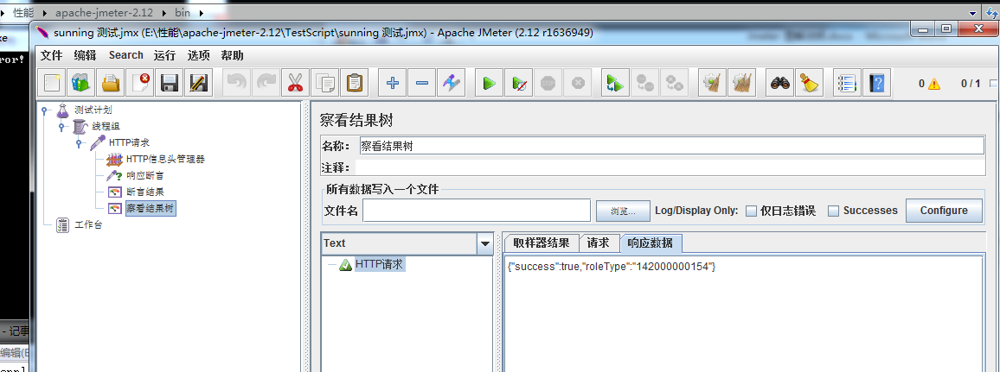 性能 apache-jmeter-2.12 bin
sunning 测试.jmx (E:\性能\apache-jmeter-2.12\TestScript\sunning 测试.jmx) - Apache JMeter (2.12 r1636949)
文件 编辑 Search 运行 选项 帮助
ror!
0 0 / 1
测试计划
线程组
HTTP请求
HTTP信息头管理器
响应断言
断言结果
察看结果树
工作台
察看结果树
名称: 察看结果树
注释:
所有数据写入一个文件
文件名 浏览... Log/Display Only: 仅日志错误 Successes Configure
Text
HTTP请求
取样器结果 请求 响应数据
{"success":true,"roleType":"142000000154"}
- 记事
编辑(E